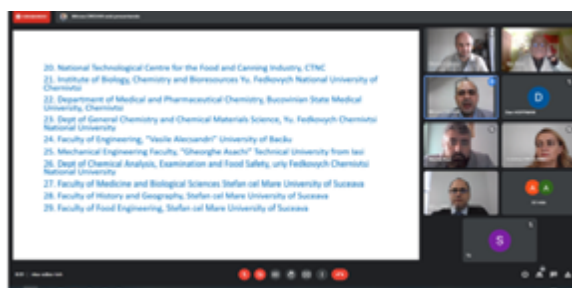 20. National Technological Centre for the Food and Canning Industry, CTNC
21. Institute of Biology, Chemistry and Bioresources Yu. Fedkovych National University of
Chernivtsi
22. Department of Medical and Pharmaceutical Chemistry, Bucovinian State Medical
University, Chernivtsi
23. Dept of General Chemistry and Chemical Materials Science, Yu. Fedkovych Chernivtsi
National University
24. Faculty of Engineering, "Vasile Alecsandri" University of Bacău
25. Mechanical Engineering Faculty, "Gheorghe Asachi" Technical University from Iasi
26. Dept of Chemical Analysis, Examination and Food Safety, uriy Fedkovych Chernivtsi
National University
27. Faculty of Medicine and Biological Sciences Stefan cel Mare University of Suceava
28. Faculty of History and Geography, Stefan cel Mare University of Suceava
29. Faculty of Food Engineering, Stefan cel Mare University of Suceava
D
A A
S